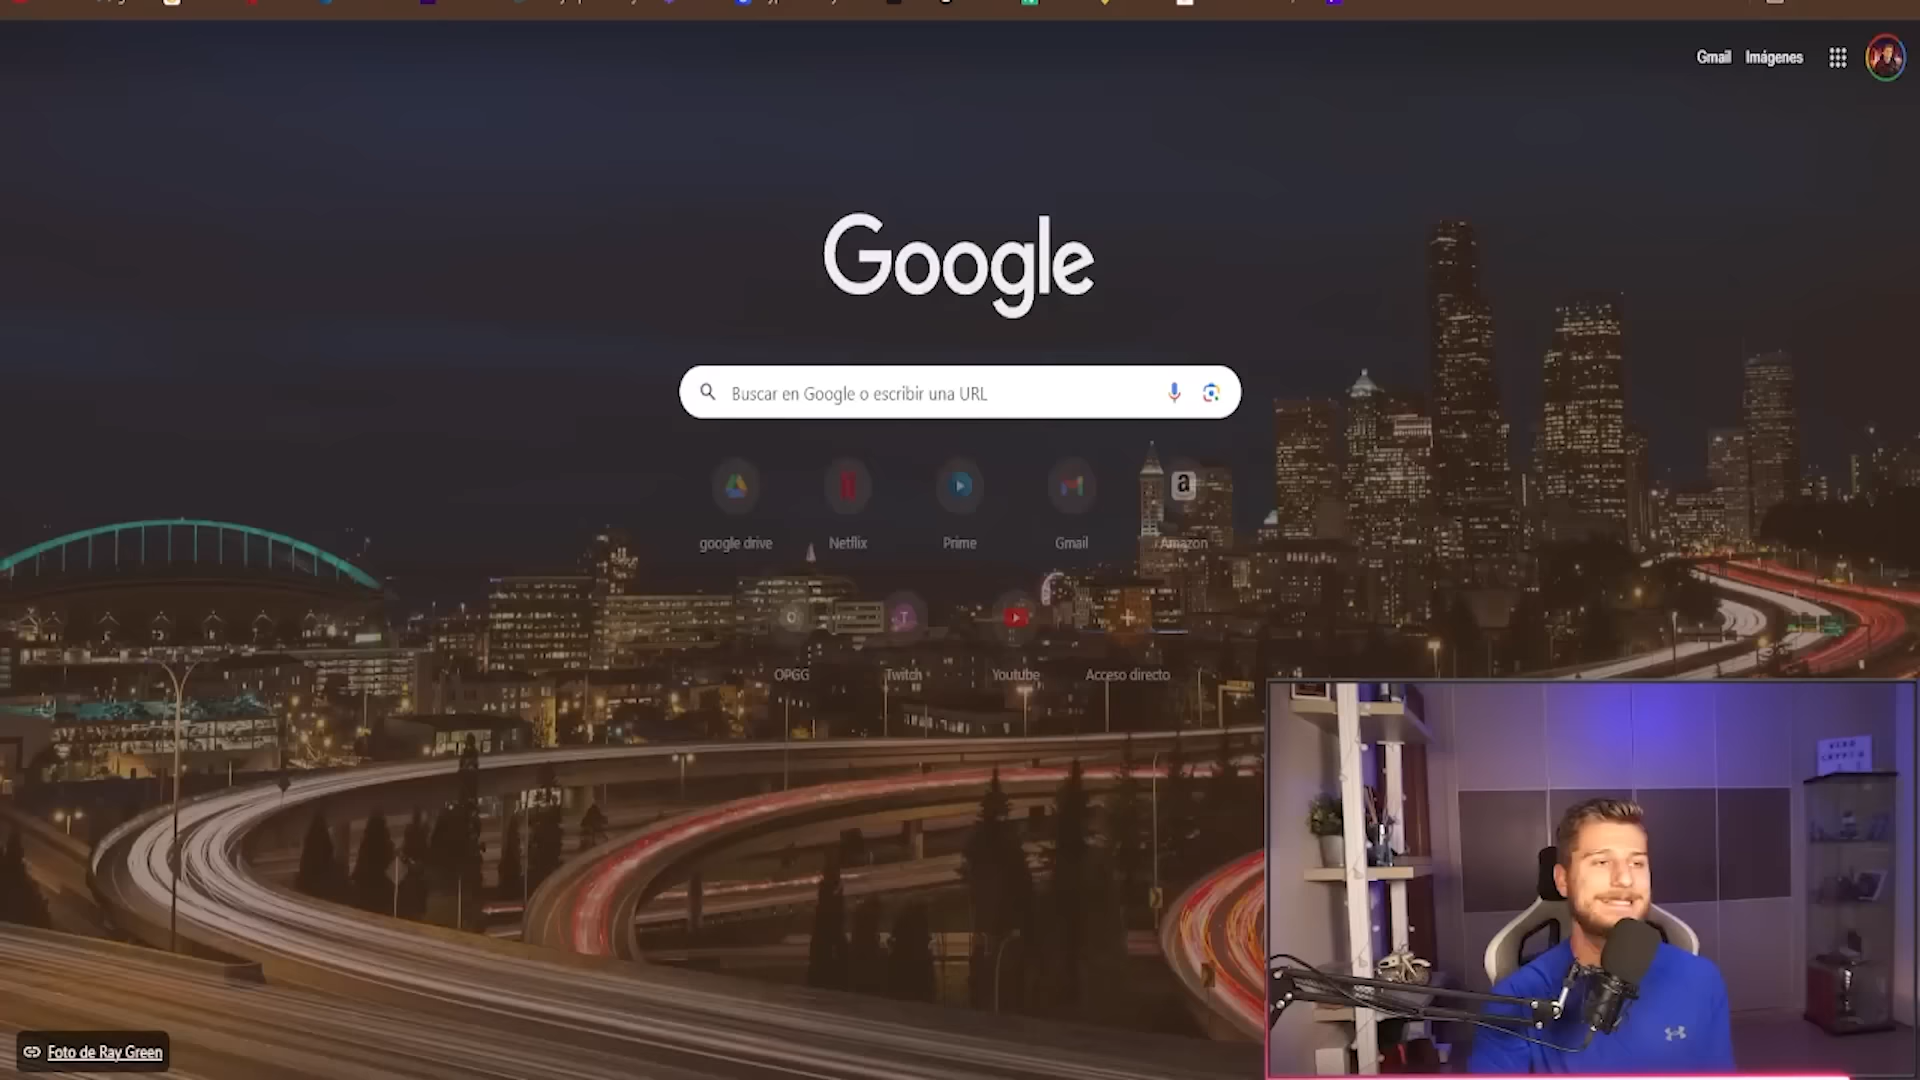 Gmail Imágenes
Google
Buscar en Google o escribir una URL
google drive Netflix Prime Gmail Amazon
OPGG Twitch Youtube Acceso directo
Foto de Ray Green